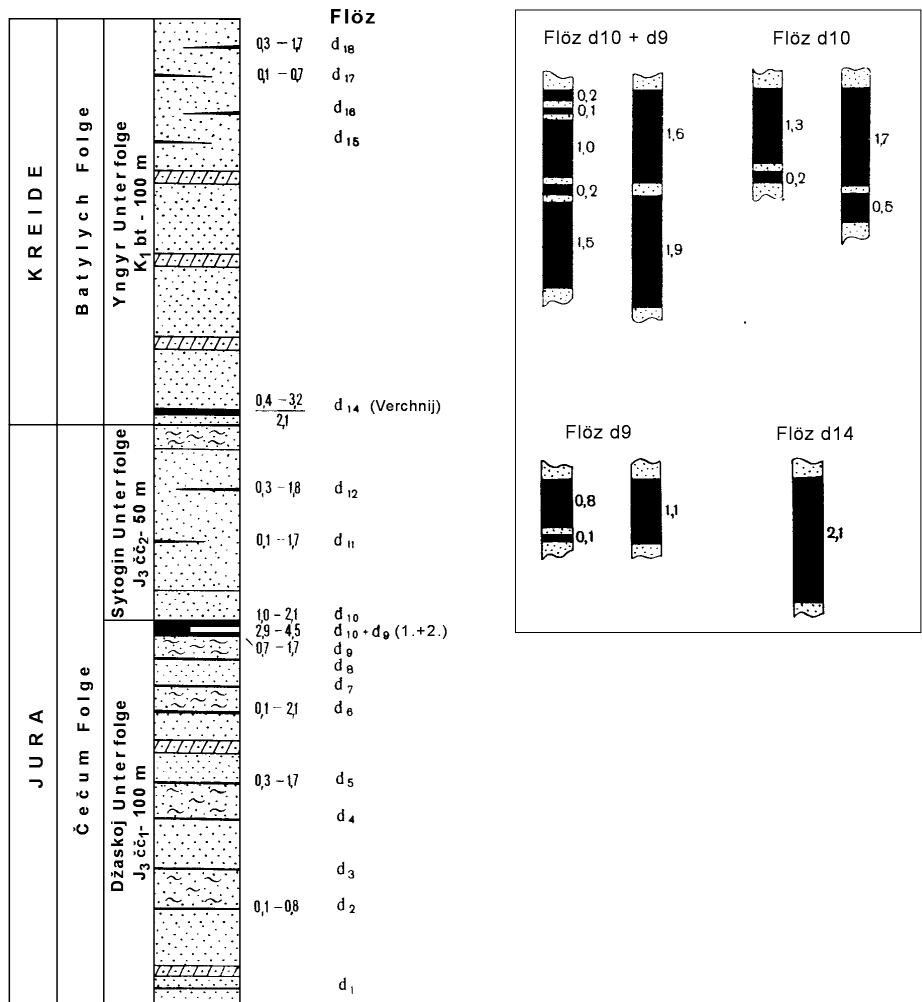 Flöz
0,3 – 1,7 d18
0,1 – 0,7 d17
d16
d15
0,4 – 3,2
2,1
d14 (Verchnij)
0,3 – 1,8 d12
0,1 – 1,7 d11
1,0 – 2,1 d10
2,9 – 4,5 d10 + d9 (1.+2.)
0,7 – 1,7 d9
d8
d7
0,1 – 2,1 d6
0,3 – 1,7 d5
d4
d3
0,1 – 0,8 d2
d1
KREIDE
Batylych Folge
Yngyr Unterfolge
K1 bt - 100 m
JURA
Čečum Folge
Sytogin Unterfolge
J3 čč2- 50 m
Džaskoj Unterfolge
J3 čč1- 100 m
Flöz d10 + d9
0,2
0,1
1,0
0,2
1,5
1,6
1,9
Flöz d10
1,3
0,2
1,7
0,5
Flöz d9
0,8
0,1
1,1
Flöz d14
2,1